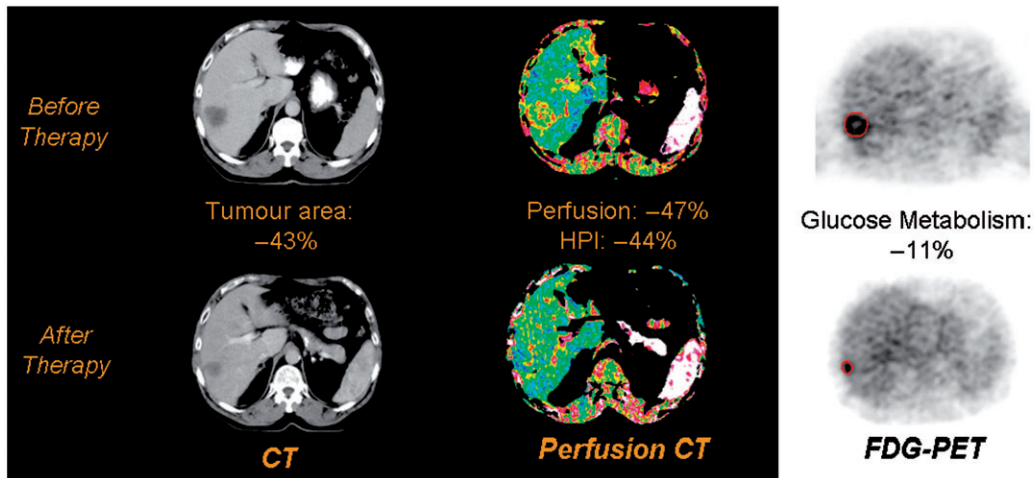 Before
Therapy
Tumour area:
–43%
Perfusion: –47%
HPI: –44%
Glucose Metabolism:
–11%
After
Therapy
CT
Perfusion CT
FDG-PET